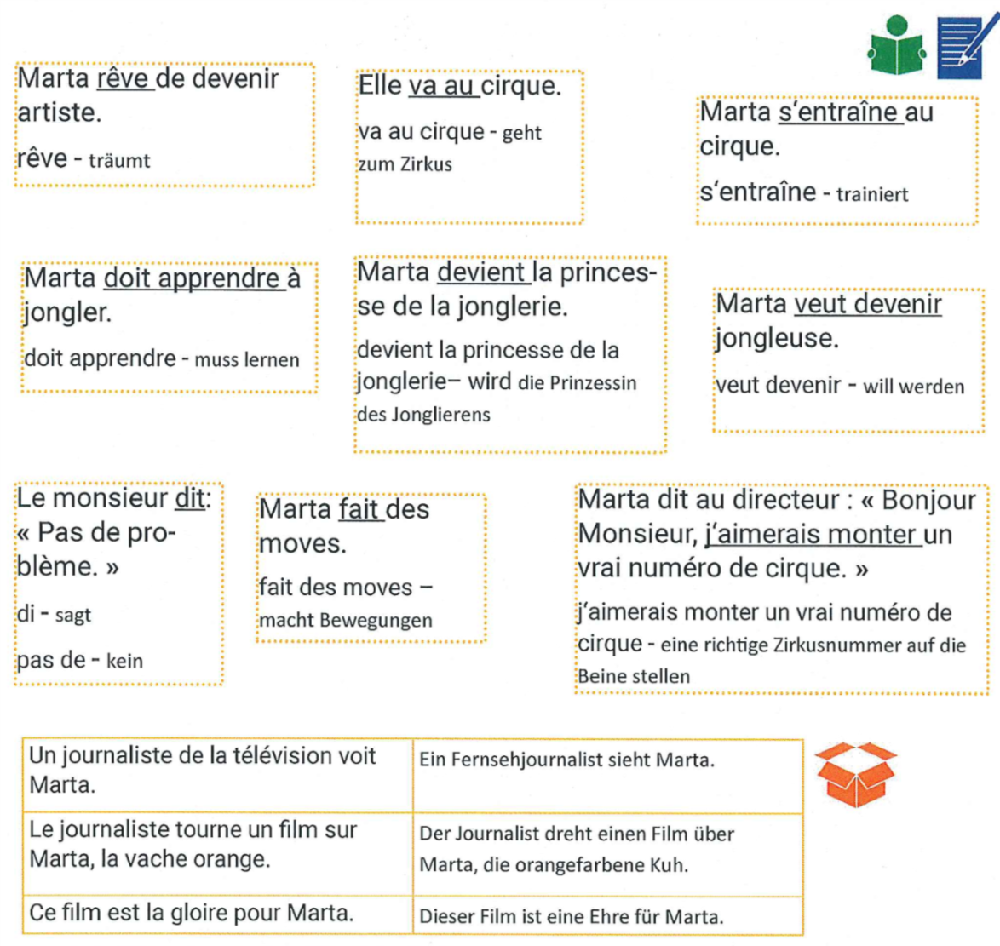 Marta rêve de devenir
artiste.
rêve - träumt
Elle va au cirque.
va au cirque - geht
zum Zirkus
Marta s‘entraîne au
cirque.
s‘entraîne - trainiert
Marta doit apprendre à
jongler.
doit apprendre - muss lernen
Marta devient la princes-
se de la jonglerie.
devient la princesse de la
jonglerie– wird die Prinzessin
des Jonglierens
Marta veut devenir
jongleuse.
veut devenir - will werden
Le monsieur dit:
« Pas de pro-
blème. »
di - sagt
pas de - kein
Marta fait des
moves.
fait des moves –
macht Bewegungen
Marta dit au directeur : « Bonjour
Monsieur, j‘aimerais monter un
vrai numéro de cirque. »
j‘aimerais monter un vrai numéro de
cirque - eine richtige Zirkusnummer auf die
Beine stellen
Un journaliste de la télévision voit
Marta.
Ein Fernsehjournalist sieht Marta.
Le journaliste tourne un film sur
Marta, la vache orange.
Der Journalist dreht einen Film über
Marta, die orangefarbene Kuh.
Ce film est la gloire pour Marta.
Dieser Film ist eine Ehre für Marta.